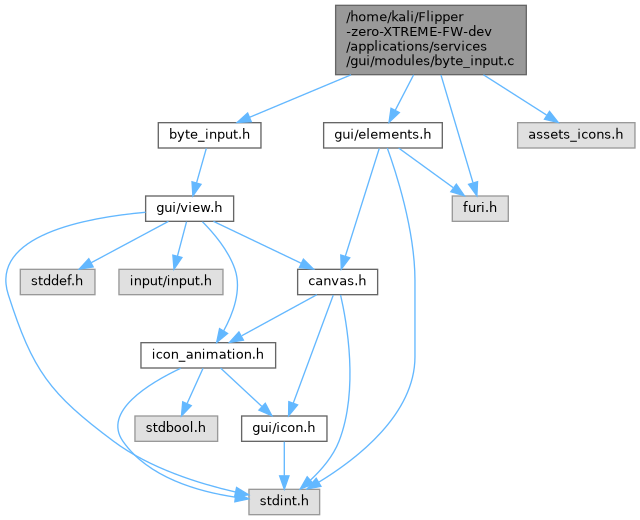 /home/kali/Flipper
-zero-XTREME-FW-dev
/applications/services
/gui/modules/byte_input.c
byte_input.h
gui/elements.h
assets_icons.h
gui/view.h
furi.h
stddef.h
input/input.h
canvas.h
icon_animation.h
stdbool.h
gui/icon.h
stdint.h